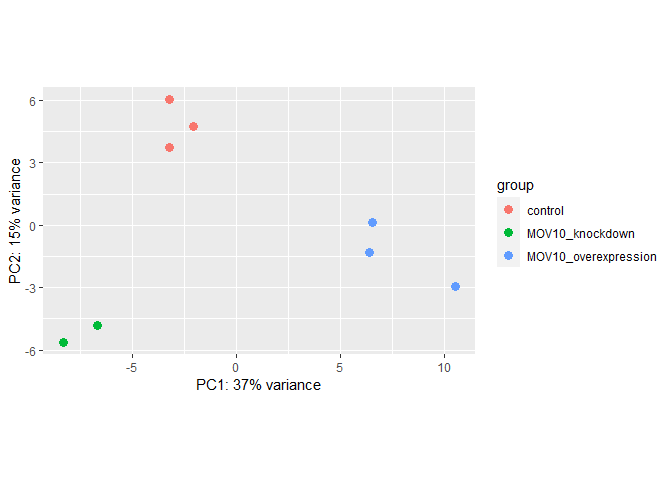 6
3
0
-3
-6
PC2: 15% variance
-5
0
5
10
PC1: 37% variance
group
control
MOV10_knockdown
MOV10_overexpression